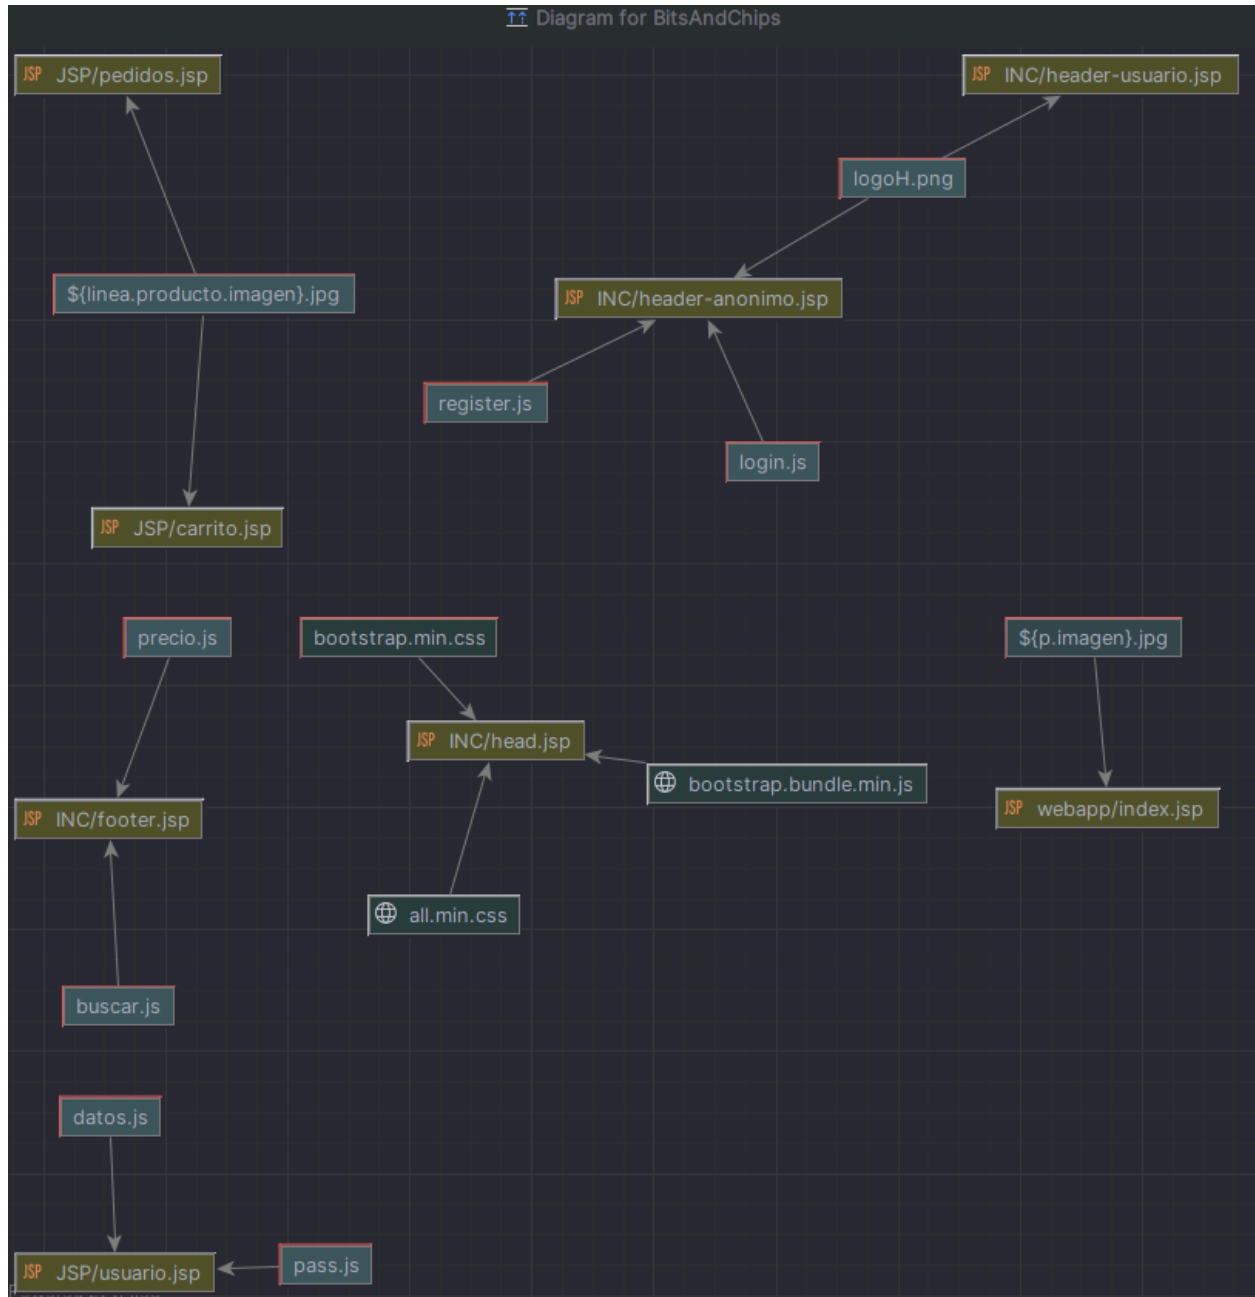 Diagram for BitsAndChips
JSP JSP/pedidos.jsp
JSP INC/header-usuario.jsp
logoH.png
${linea.producto.imagen}.jpg
JSP INC/header-anonimo.jsp
register.js
login.js
JSP JSP/carrito.jsp
precio.js
bootstrap.min.css
${p.imagen}.jpg
JSP INC/head.jsp
bootstrap.bundle.min.js
JSP INC/footer.jsp
JSP webapp/index.jsp
all.min.css
buscar.js
datos.js
JSP JSP/usuario.jsp
pass.js